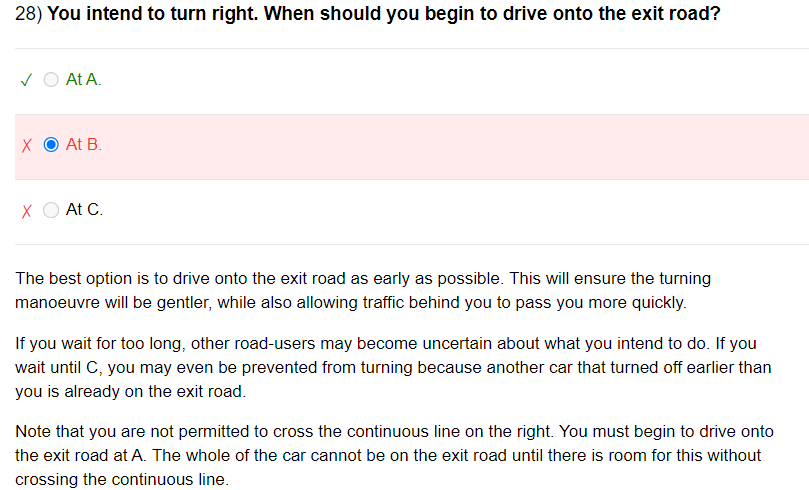 28) You intend to turn right. When should you begin to drive onto the exit road?
✓ At A.
X At B.
X At C.
The best option is to drive onto the exit road as early as possible. This will ensure the turning
manoeuvre will be gentler, while also allowing traffic behind you to pass you more quickly.
If you wait for too long, other road-users may become uncertain about what you intend to do. If you
wait until C, you may even be prevented from turning because another car that turned off earlier than
you is already on the exit road.
Note that you are not permitted to cross the continuous line on the right. You must begin to drive onto
the exit road at A. The whole of the car cannot be on the exit road until there is room for this without
crossing the continuous line.